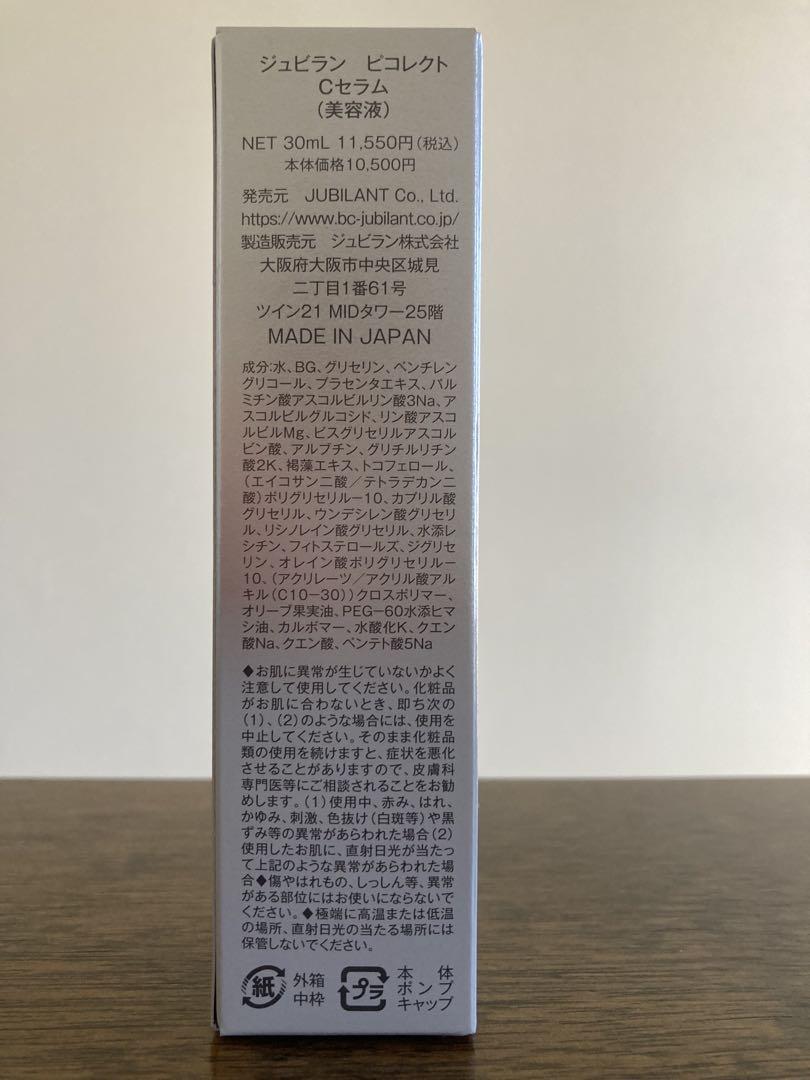 ジュビラン ビコレクト
Cセラム
(美容液)
NET 30mL 11,550円(税込)
本体価格10,500円
発売元 JUBILANT Co., Ltd.
https://www.bc-jubilant.co.jp/
製造販売元 ジュビラン株式会社
大阪府大阪市中央区城見
二丁目1番61号
ツイン21 MIDタワー25階
MADE IN JAPAN
成分:水、BG、グリセリン、ペンチレン
グリコール、プラセンタエキス、パル
ミチン酸アスコルビルリン酸3Na、ア
スコルビルグルコシド、リン酸アスコ
ルビルMg、ビスグリセリルアスコル
ビン酸、アルブチン、グリチルリチン
酸2K、褐藻エキス、トコフェロール、
(エイコサン二酸/テトラデカン二
酸)ポリグリセリル-10、カプリル酸
グリセリル、ウンデシレン酸グリセリ
ル、リシノレイン酸グリセリル、水添レ
シチン、フィトステロールズ、ジグリセ
リン、オレイン酸ポリグリセリル-
10、(アクリレーツ/アクリル酸アル
キル(C10-30))クロスポリマー、
オリーブ果実油、PEG-60水添ヒマ
シ油、カルボマー、水酸化K、クエン
酸Na、クエン酸、ペンテト酸5Na
◆お肌に異常が生じていないかよく
注意して使用してください。化粧品
がお肌に合わないとき、即ち次の
(1)、(2)のような場合には、使用を
中止してください。そのまま化粧品
類の使用を続けますと、症状を悪化
させることがありますので、皮膚科
専門医等にご相談されることをお勧
めします。(1)使用中、赤み、はれ、
かゆみ、刺激、色抜け(白斑等)や黒
ずみ等の異常があらわれた場合(2)
使用したお肌に、直射日光が当たっ
て上記のような異常があらわれた場
合◆傷やはれもの、しっしん等、異常
がある部位にはお使いにならないで
ください。◆極端に高温または低温
の場所、直射日光の当たる場所には
保管しないでください。
紙 外箱 中枠 プラ 本体 ポンプ キャップ